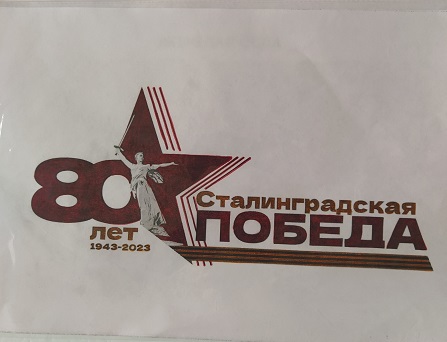 80
лет
1943-2023
Сталинградская
ПОБЕДА